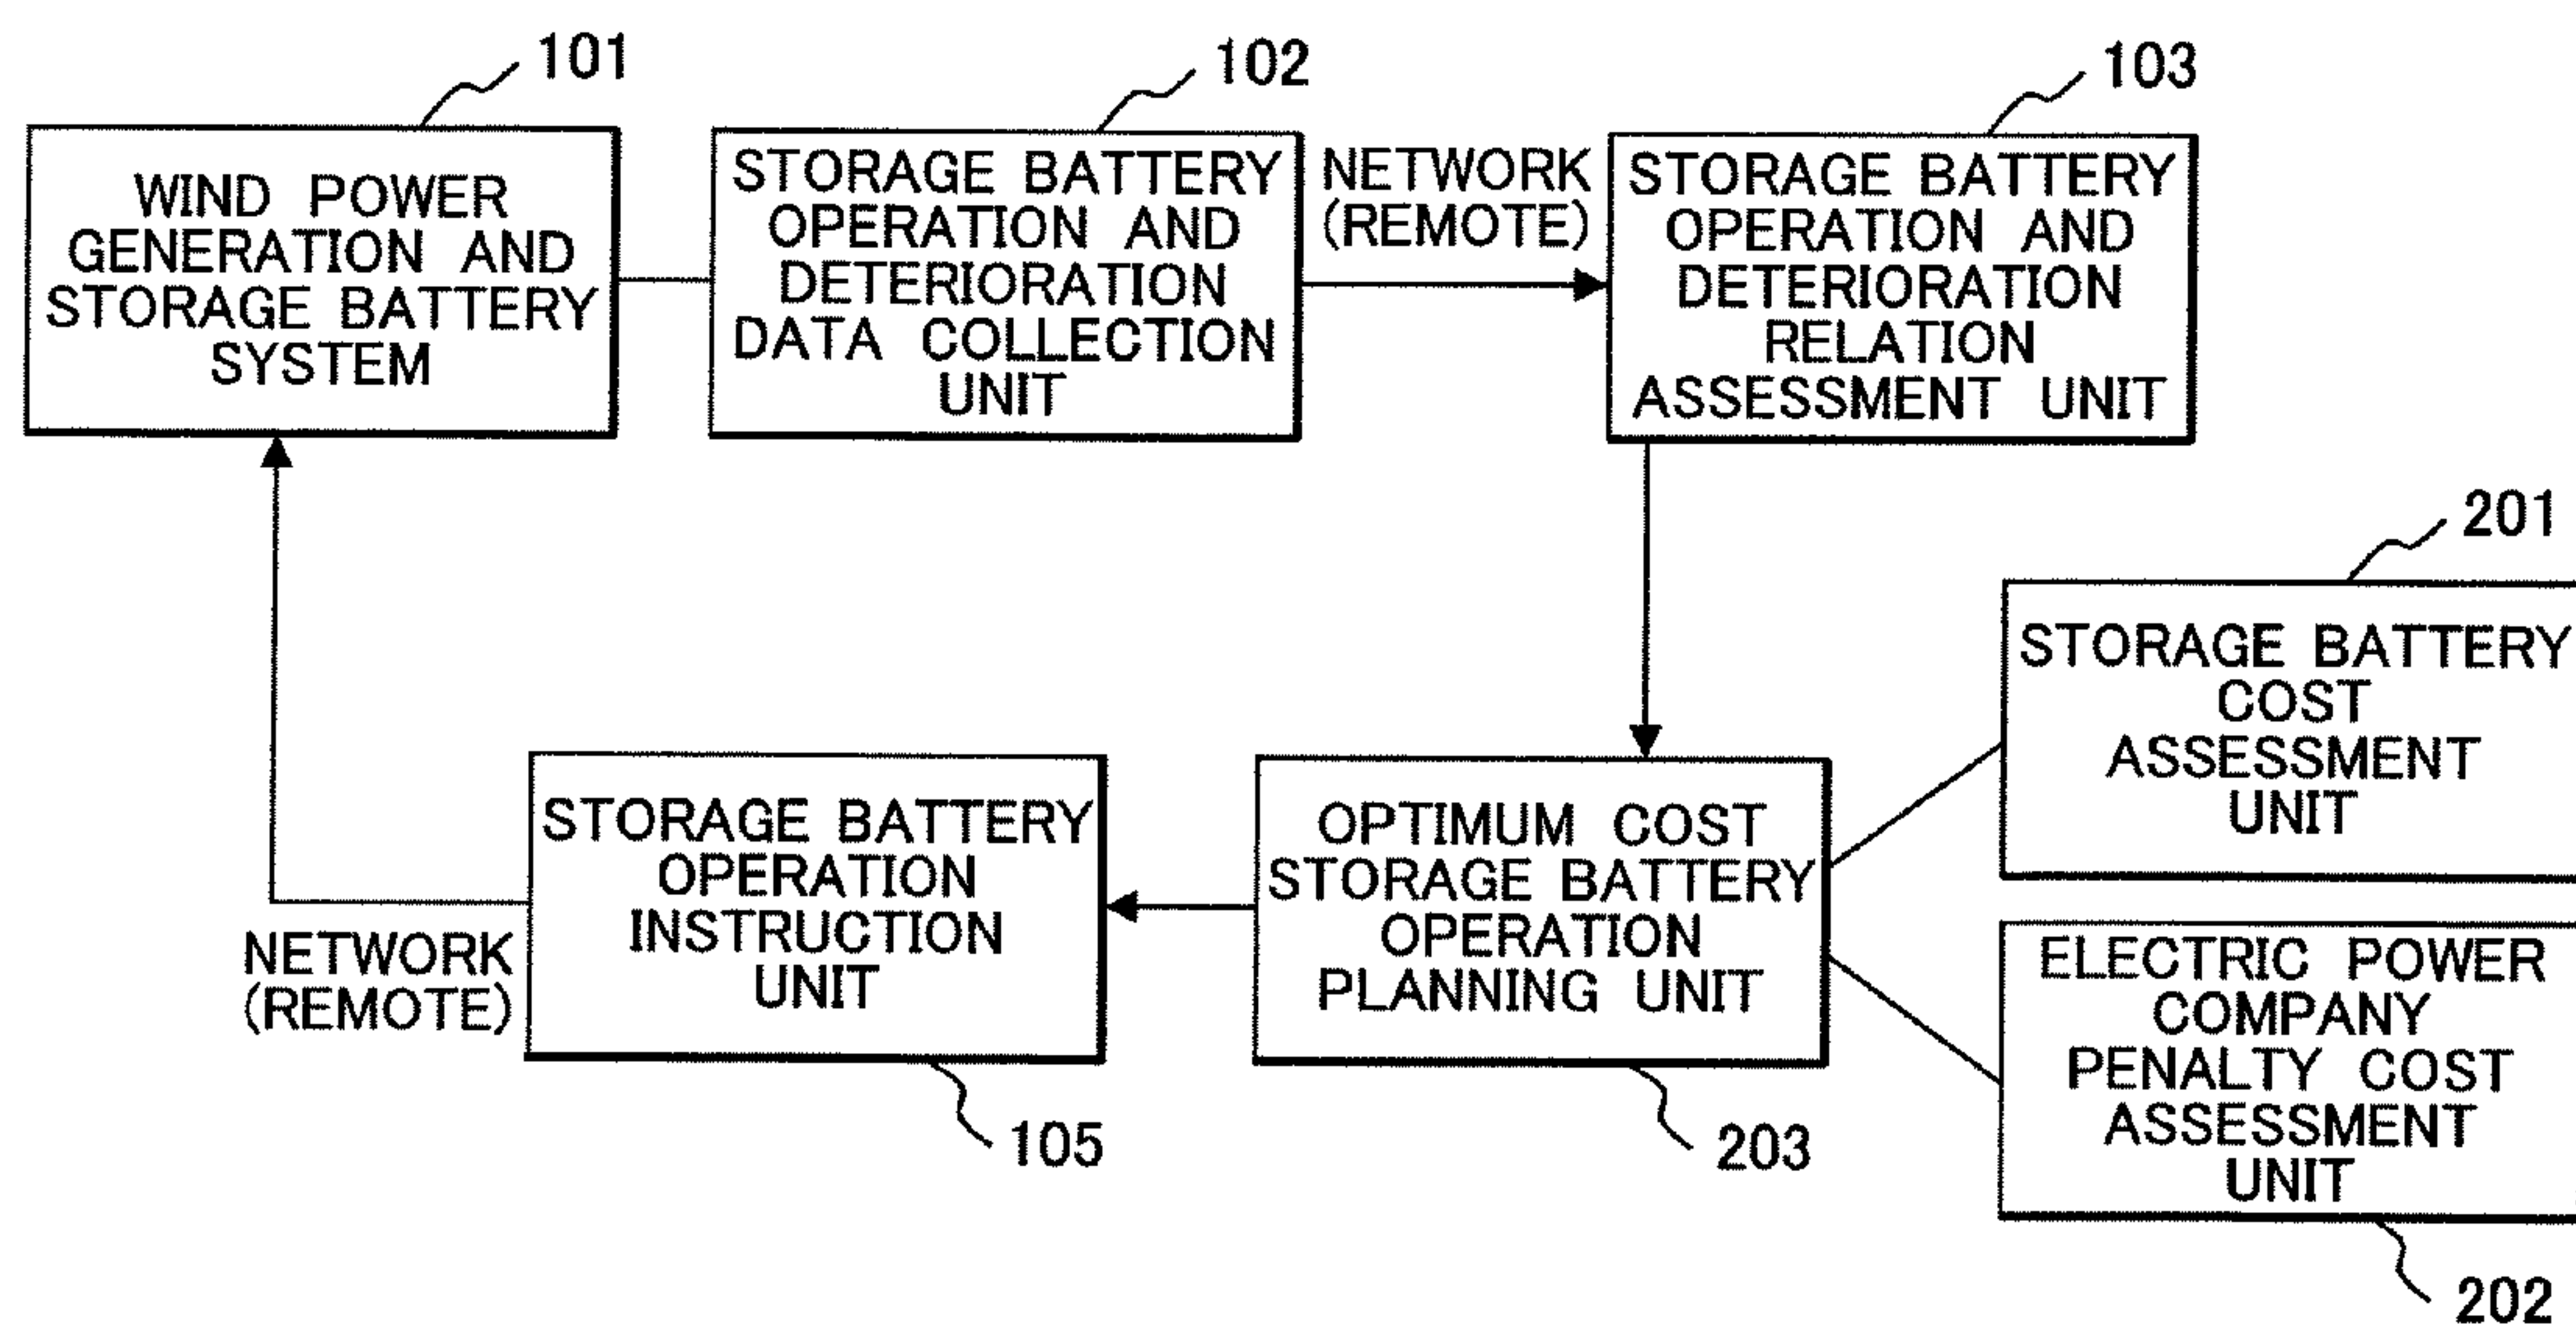 101
WIND POWER
GENERATION AND
STORAGE BATTERY
SYSTEM
102
STORAGE BATTERY
OPERATION AND
DETERIORATION
DATA COLLECTION
UNIT
NETWORK
(REMOTE)
103
STORAGE BATTERY
OPERATION AND
DETERIORATION
RELATION
ASSESSMENT UNIT
201
STORAGE BATTERY
COST
ASSESSMENT
UNIT
STORAGE BATTERY
OPERATION
INSTRUCTION
UNIT
105
NETWORK
(REMOTE)
OPTIMUM COST
STORAGE BATTERY
OPERATION
PLANNING UNIT
203
ELECTRIC POWER
COMPANY
PENALTY COST
ASSESSMENT
UNIT
202